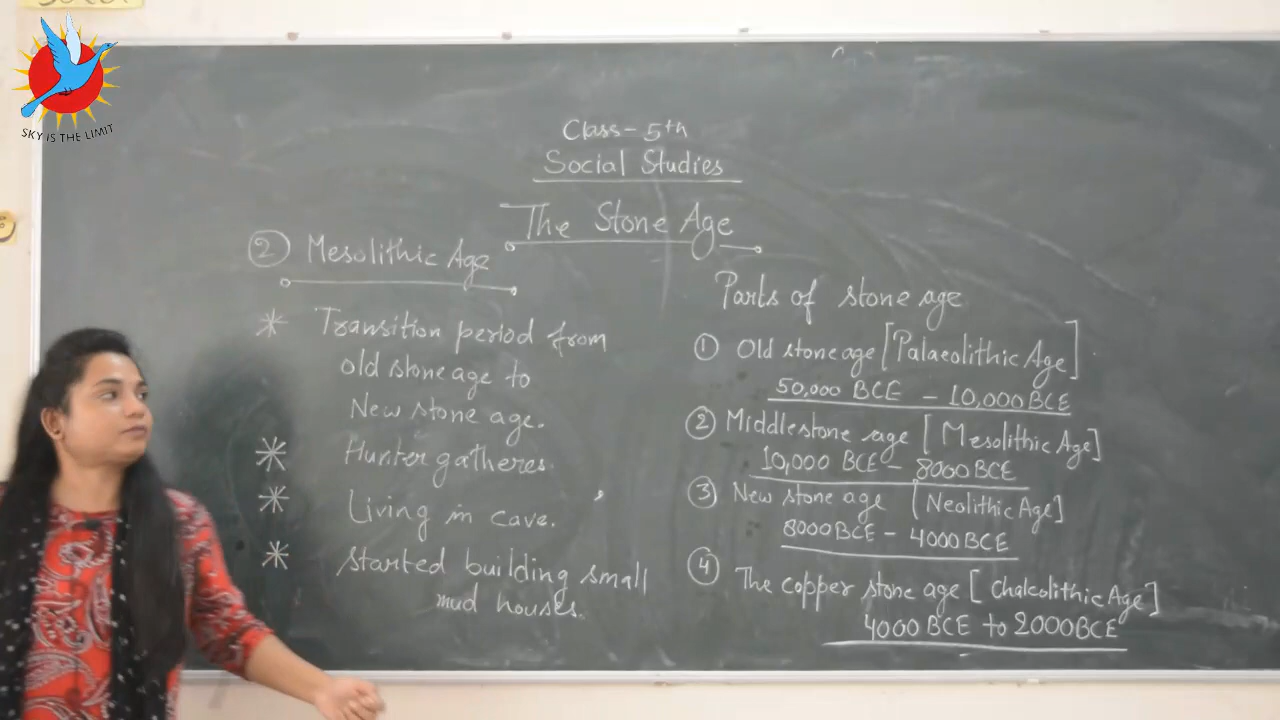 SKY IS THE LIMIT
Class - 5th
Social Studies
The Stone Age
② Mesolithic Age
* Transition period from
old stone age to
New stone age.
* Hunter gatheres.
* Living in cave.
* started building small
mud houses.
Parts of stone age
① Old stone age [Palaeolithic Age]
50,000 BCE - 10,000 BCE
② Middle stone age [Mesolithic Age]
10,000 BCE - 8000 BCE
③ New stone age [Neolithic Age]
8000 BCE - 4000 BCE
④ The copper stone age [Chalcolithic Age]
4000 BCE to 2000 BCE